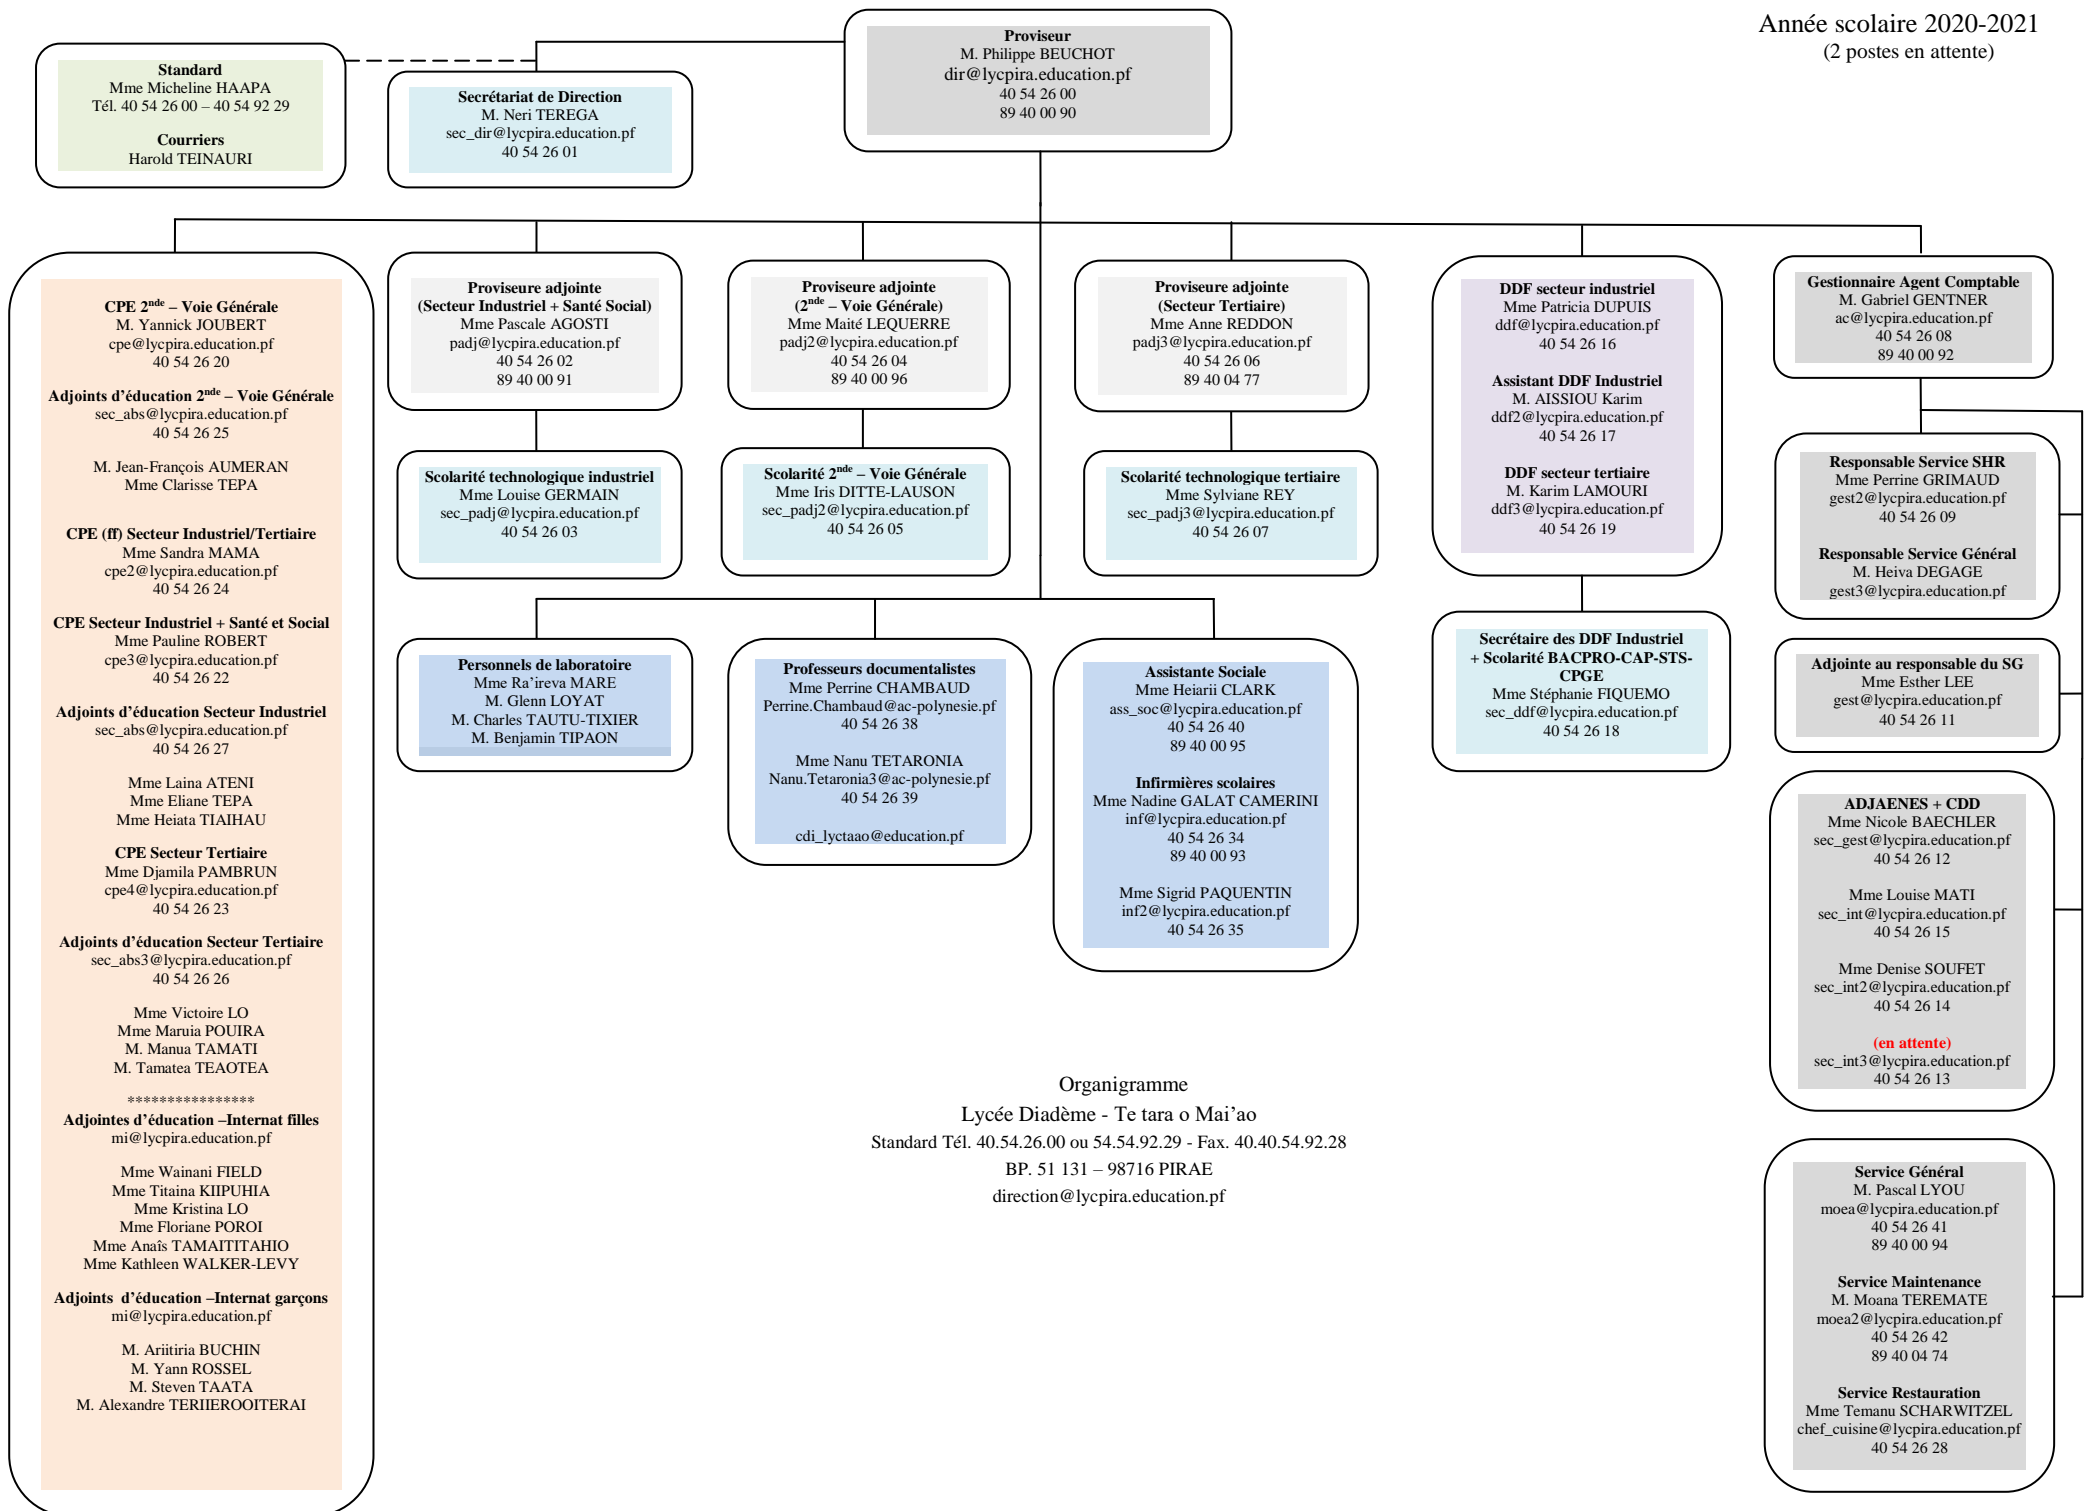 Année scolaire 2020-2021
(2 postes en attente)
Proviseur
M. Philippe BEUCHOT
dir@lycpira.education.pf
40 54 26 00
89 40 00 90
Standard
Mme Micheline HAAPA
Tél. 40 54 26 00 – 40 54 92 29
Courriers
Harold TEINAURI
Secrétariat de Direction
M. Neri TEREGA
sec_dir@lycpira.education.pf
40 54 26 01
CPE 2nde – Voie Générale
M. Yannick JOUBERT
cpe@lycpira.education.pf
40 54 26 20
Adjoints d’éducation 2nde – Voie Générale
sec_abs@lycpira.education.pf
40 54 26 25
M. Jean-François AUMERAN
Mme Clarisse TEPA
CPE (ff) Secteur Industriel/Tertiaire
Mme Sandra MAMA
cpe2@lycpira.education.pf
40 54 26 24
CPE Secteur Industriel + Santé et Social
Mme Pauline ROBERT
cpe3@lycpira.education.pf
40 54 26 22
Adjoints d’éducation Secteur Industriel
sec_abs@lycpira.education.pf
40 54 26 27
Mme Laina ATENI
Mme Eliane TEPA
Mme Heiata TIAIHAU
CPE Secteur Tertiaire
Mme Djamila PAMBRUN
cpe4@lycpira.education.pf
40 54 26 23
Adjoints d’éducation Secteur Tertiaire
sec_abs3@lycpira.education.pf
40 54 26 26
Mme Victoire LO
Mme Maruia POUIRA
M. Manua TAMATI
M. Tamatea TEAOTEA
****************
Adjointes d’éducation –Internat filles
mi@lycpira.education.pf
Mme Wainani FIELD
Mme Titaina KIIPUHIA
Mme Kristina LO
Mme Floriane POROI
Mme Anaîs TAMAITITAHIO
Mme Kathleen WALKER-LEVY
Adjoints  d’éducation –Internat garçons
mi@lycpira.education.pf
M. Ariitiria BUCHIN
M. Yann ROSSEL
M. Steven TAATA
M. Alexandre TERIIEROOITERAI
Proviseure adjointe
(Secteur Industriel + Santé Social)
Mme Pascale AGOSTI
padj@lycpira.education.pf
40 54 26 02
89 40 00 91
Scolarité technologique industriel
Mme Louise GERMAIN
sec_padj@lycpira.education.pf
40 54 26 03
Proviseure adjointe
(2nde – Voie Générale)
Mme Maité LEQUERRE
padj2@lycpira.education.pf
40 54 26 04
89 40 00 96
Scolarité 2nde – Voie Générale
Mme Iris DITTE-LAUSON
sec_padj2@lycpira.education.pf
40 54 26 05
Proviseure adjointe
(Secteur Tertiaire)
Mme Anne REDDON
padj3@lycpira.education.pf
40 54 26 06
89 40 04 77
Scolarité technologique tertiaire
Mme Sylviane REY
sec_padj3@lycpira.education.pf
40 54 26 07
DDF secteur industriel
Mme Patricia DUPUIS
ddf@lycpira.education.pf
40 54 26 16
Assistant DDF Industriel
M. AISSIOU Karim
ddf2@lycpira.education.pf
40 54 26 17
DDF secteur tertiaire
M. Karim LAMOURI
ddf3@lycpira.education.pf
40 54 26 19
Secrétaire des DDF Industriel
+ Scolarité BACPRO-CAP-STS-
CPGE
Mme Stéphanie FIQUEMO
sec_ddf@lycpira.education.pf
40 54 26 18
Gestionnaire Agent Comptable
M. Gabriel GENTNER
ac@lycpira.education.pf
40 54 26 08
89 40 00 92
Responsable Service SHR
Mme Perrine GRIMAUD
gest2@lycpira.education.pf
40 54 26 09
Responsable Service Général
M. Heiva DEGAGE
gest3@lycpira.education.pf
Adjointe au responsable du SG
Mme Esther LEE
gest@lycpira.education.pf
40 54 26 11
ADJAENES + CDD
Mme Nicole BAECHLER
sec_gest@lycpira.education.pf
40 54 26 12
Mme Louise MATI
sec_int@lycpira.education.pf
40 54 26 15
Mme Denise SOUFET
sec_int2@lycpira.education.pf
40 54 26 14
(en attente)
sec_int3@lycpira.education.pf
40 54 26 13
Service Général
M. Pascal LYOU
moea@lycpira.education.pf
40 54 26 41
89 40 00 94
Service Maintenance
M. Moana TEREMATE
moea2@lycpira.education.pf
40 54 26 42
89 40 04 74
Service Restauration
Mme Temanu SCHARWITZEL
chef_cuisine@lycpira.education.pf
40 54 26 28
Personnels de laboratoire
Mme Ra’ireva MARE
M. Glenn LOYAT
M. Charles TAUTU-TIXIER
M. Benjamin TIPAON
Professeurs documentalistes
Mme Perrine CHAMBAUD
Perrine.Chambaud@ac-polynesie.pf
40 54 26 38
Mme Nanu TETARONIA
Nanu.Tetaronia3@ac-polynesie.pf
40 54 26 39
cdi_lyctaao@education.pf
Assistante Sociale
Mme Heiarii CLARK
ass_soc@lycpira.education.pf
40 54 26 40
89 40 00 95
Infirmières scolaires
Mme Nadine GALAT CAMERINI
inf@lycpira.education.pf
40 54 26 34
89 40 00 93
Mme Sigrid PAQUENTIN
inf2@lycpira.education.pf
40 54 26 35
Organigramme
Lycée Diadème - Te tara o Mai’ao
Standard Tél. 40.54.26.00 ou 54.54.92.29 - Fax. 40.40.54.92.28
BP. 51 131 – 98716 PIRAE
direction@lycpira.education.pf